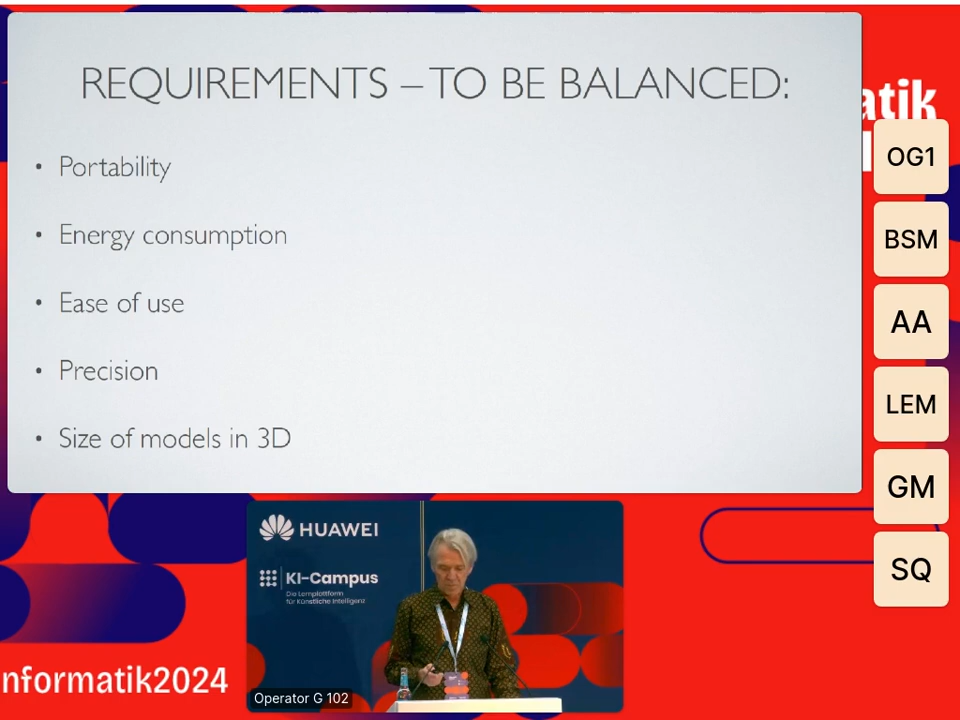 REQUIREMENTS – TO BE BALANCED:
• Portability
• Energy consumption
• Ease of use
• Precision
• Size of models in 3D
atik
OG1
BSM
AA
LEM
GM
SQ
HUAWEI
KI-Campus
Die Lernplattform
für Künstliche Intelligenz
Operator G 102
nformatik2024